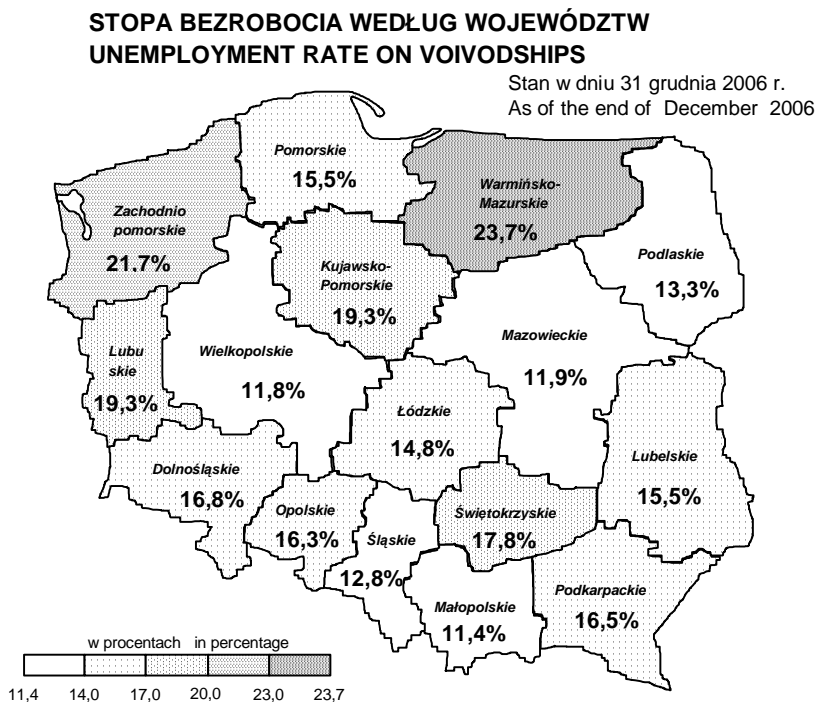 STOPA BEZROBOCIA WEDŁUG WOJEWÓDZTW
UNEMPLOYMENT RATE ON VOIVODSHIPS
Stan w dniu 31 grudnia 2006 r.
As of the end of December 2006
Pomorskie
15,5%
Warmińsko-
Mazurskie
23,7%
Zachodnio
pomorskie
21,7%
Podlaskie
13,3%
Kujawsko-
Pomorskie
19,3%
Mazowieckie
11,9%
Lubu
skie
19,3%
Wielkopolskie
11,8%
Łódzkie
14,8%
Lubelskie
15,5%
Dolnośląskie
16,8%
Opolskie
16,3%
Śląskie
12,8%
Świętokrzyskie
17,8%
Małopolskie
11,4%
Podkarpackie
16,5%
w procentach in percentage
11,4 14,0 17,0 20,0 23,0 23,7